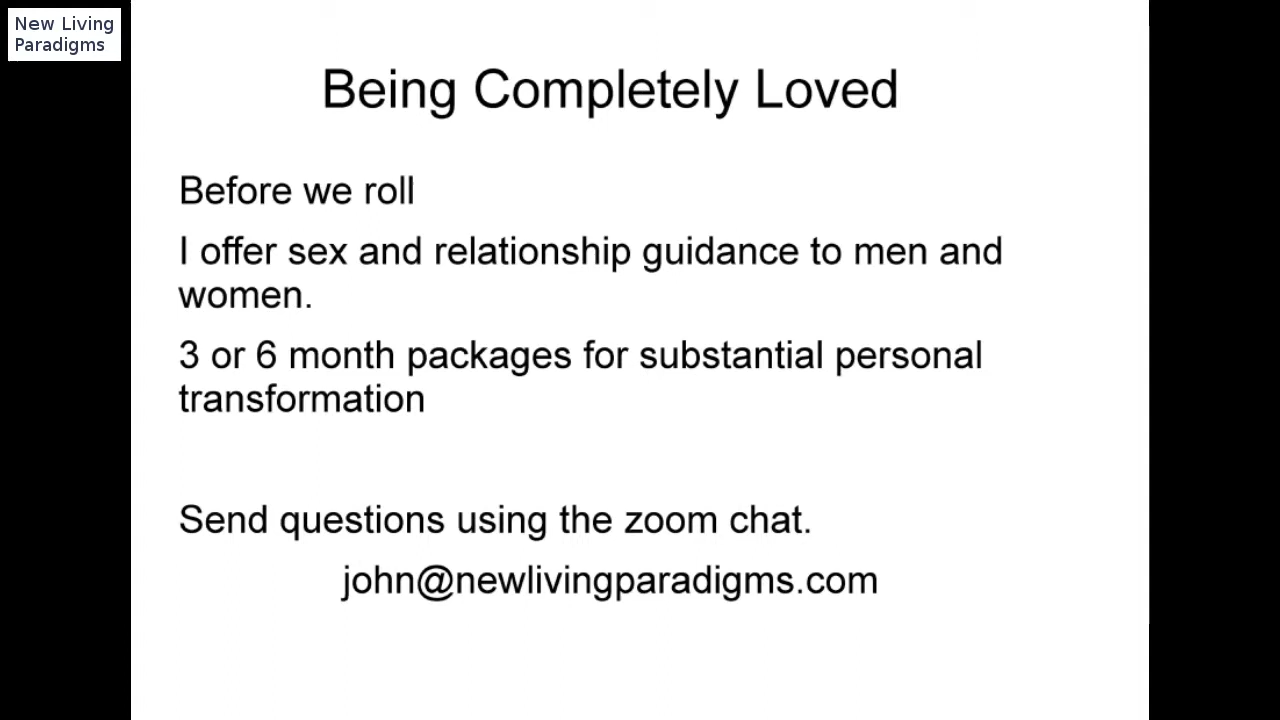 New Living
Paradigms
Being Completely Loved
Before we roll
I offer sex and relationship guidance to men and
women.
3 or 6 month packages for substantial personal
transformation
Send questions using the zoom chat.
john@newlivingparadigms.com